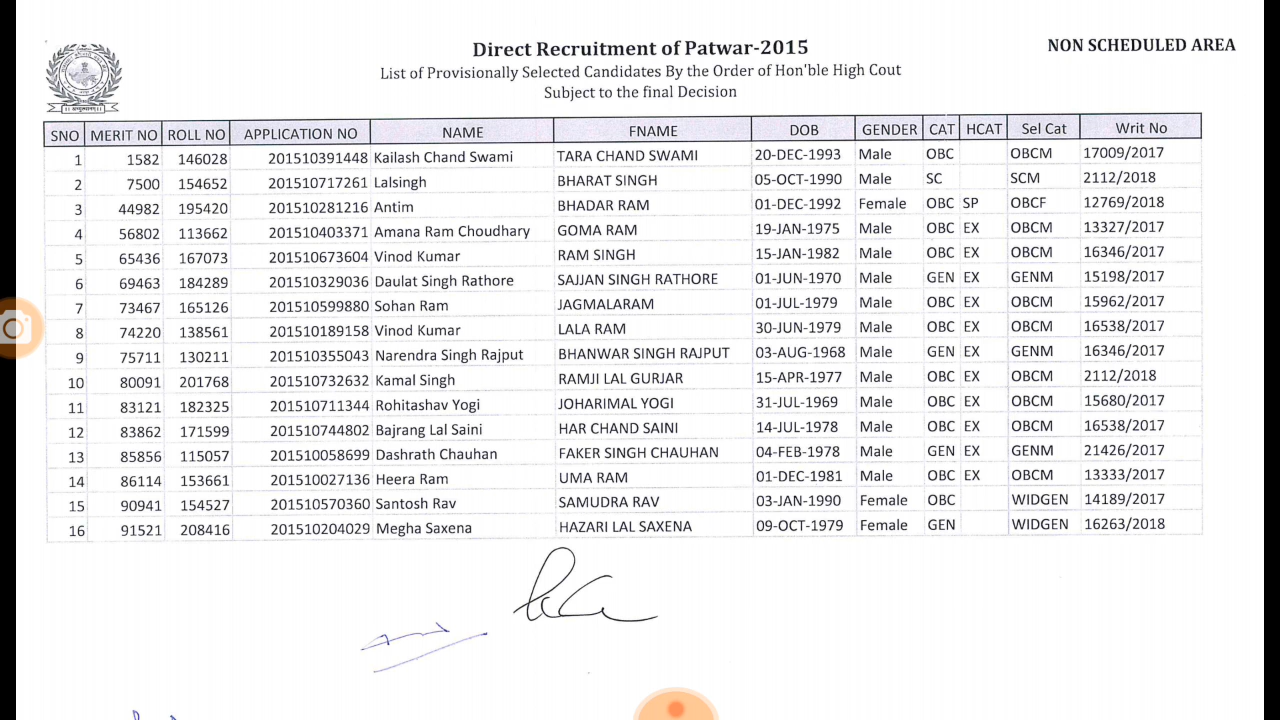 Direct Recruitment of Patwar-2015
NON SCHEDULED AREA
List of Provisionally Selected Candidates By the Order of Hon'ble High Cout
Subject to the final Decision
SNO MERIT NO ROLL NO APPLICATION NO NAME FNAME DOB GENDER CAT HCAT Sel Cat Writ No
1 1582 146028 201510391448 Kailash Chand Swami TARA CHAND SWAMI 20-DEC-1993 Male OBC OBCM 17009/2017
2 7500 154652 201510717261 Lalsingh BHARAT SINGH 05-OCT-1990 Male SC SCM 2112/2018
3 44982 195420 201510281216 Antim BHADAR RAM 01-DEC-1992 Female OBC SP OBCF 12769/2018
4 56802 113662 201510403371 Amana Ram Choudhary GOMA RAM 19-JAN-1975 Male OBC EX OBCM 13327/2017
5 65436 167073 201510673604 Vinod Kumar RAM SINGH 15-JAN-1982 Male OBC EX OBCM 16346/2017
6 69463 184289 201510329036 Daulat Singh Rathore SAJJAN SINGH RATHORE 01-JUN-1970 Male GEN EX GENM 15198/2017
7 73467 165126 201510599880 Sohan Ram JAGMALARAM 01-JUL-1979 Male OBC EX OBCM 15962/2017
8 74220 138561 201510189158 Vinod Kumar LALA RAM 30-JUN-1979 Male OBC EX OBCM 16538/2017
9 75711 130211 201510355043 Narendra Singh Rajput BHANWAR SINGH RAJPUT 03-AUG-1968 Male GEN EX GENM 16346/2017
10 80091 201768 201510732632 Kamal Singh RAMJI LAL GURJAR 15-APR-1977 Male OBC EX OBCM 2112/2018
11 83121 182325 201510711344 Rohitashav Yogi JOHARIMAL YOGI 31-JUL-1969 Male OBC EX OBCM 15680/2017
12 83862 171599 201510744802 Bajrang Lal Saini HAR CHAND SAINI 14-JUL-1978 Male OBC EX OBCM 16538/2017
13 85856 115057 201510058699 Dashrath Chauhan FAKER SINGH CHAUHAN 04-FEB-1978 Male GEN EX GENM 21426/2017
14 86114 153661 201510027136 Heera Ram UMA RAM 01-DEC-1981 Male OBC EX OBCM 13333/2017
15 90941 154527 201510570360 Santosh Rav SAMUDRA RAV 03-JAN-1990 Female OBC WIDGEN 14189/2017
16 91521 208416 201510204029 Megha Saxena HAZARI LAL SAXENA 09-OCT-1979 Female GEN WIDGEN 16263/2018